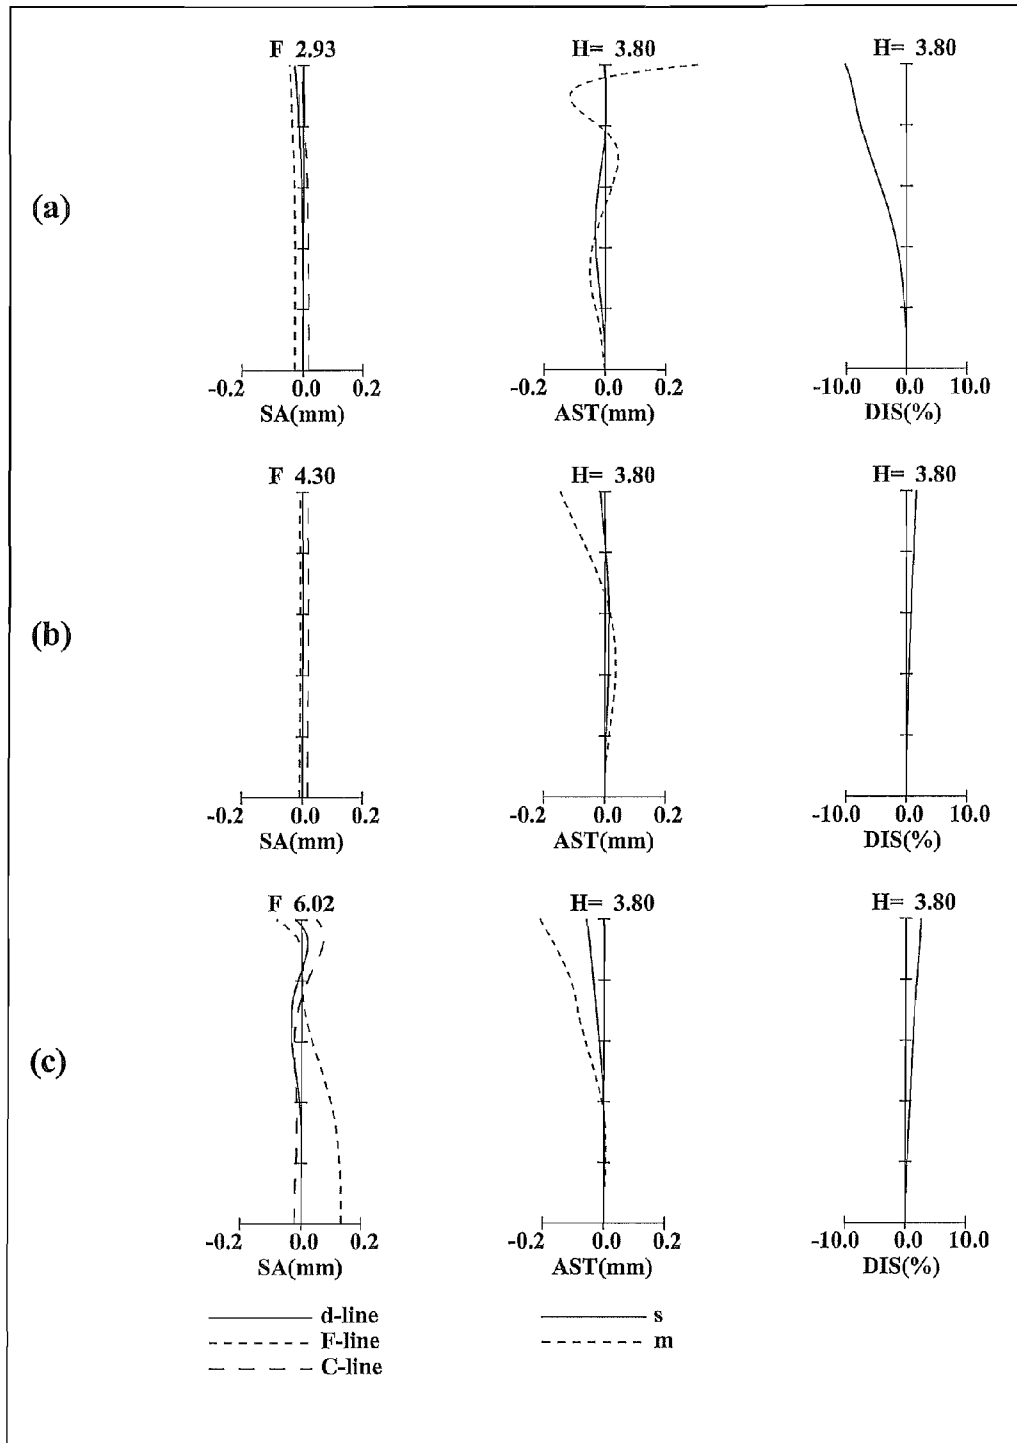 F 2.93 H= 3.80 H= 3.80
(a)
-0.2 0.0 0.2 -0.2 0.0 0.2 -10.0 0.0 10.0
SA(mm) AST(mm) DIS(%)
F 4.30 H= 3.80 H= 3.80
(b)
-0.2 0.0 0.2 -0.2 0.0 0.2 -10.0 0.0 10.0
SA(mm) AST(mm) DIS(%)
F 6.02 H= 3.80 H= 3.80
(c)
-0.2 0.0 0.2 -0.2 0.0 0.2 -10.0 0.0 10.0
SA(mm) AST(mm) DIS(%)
d-line s
F-line m
C-line